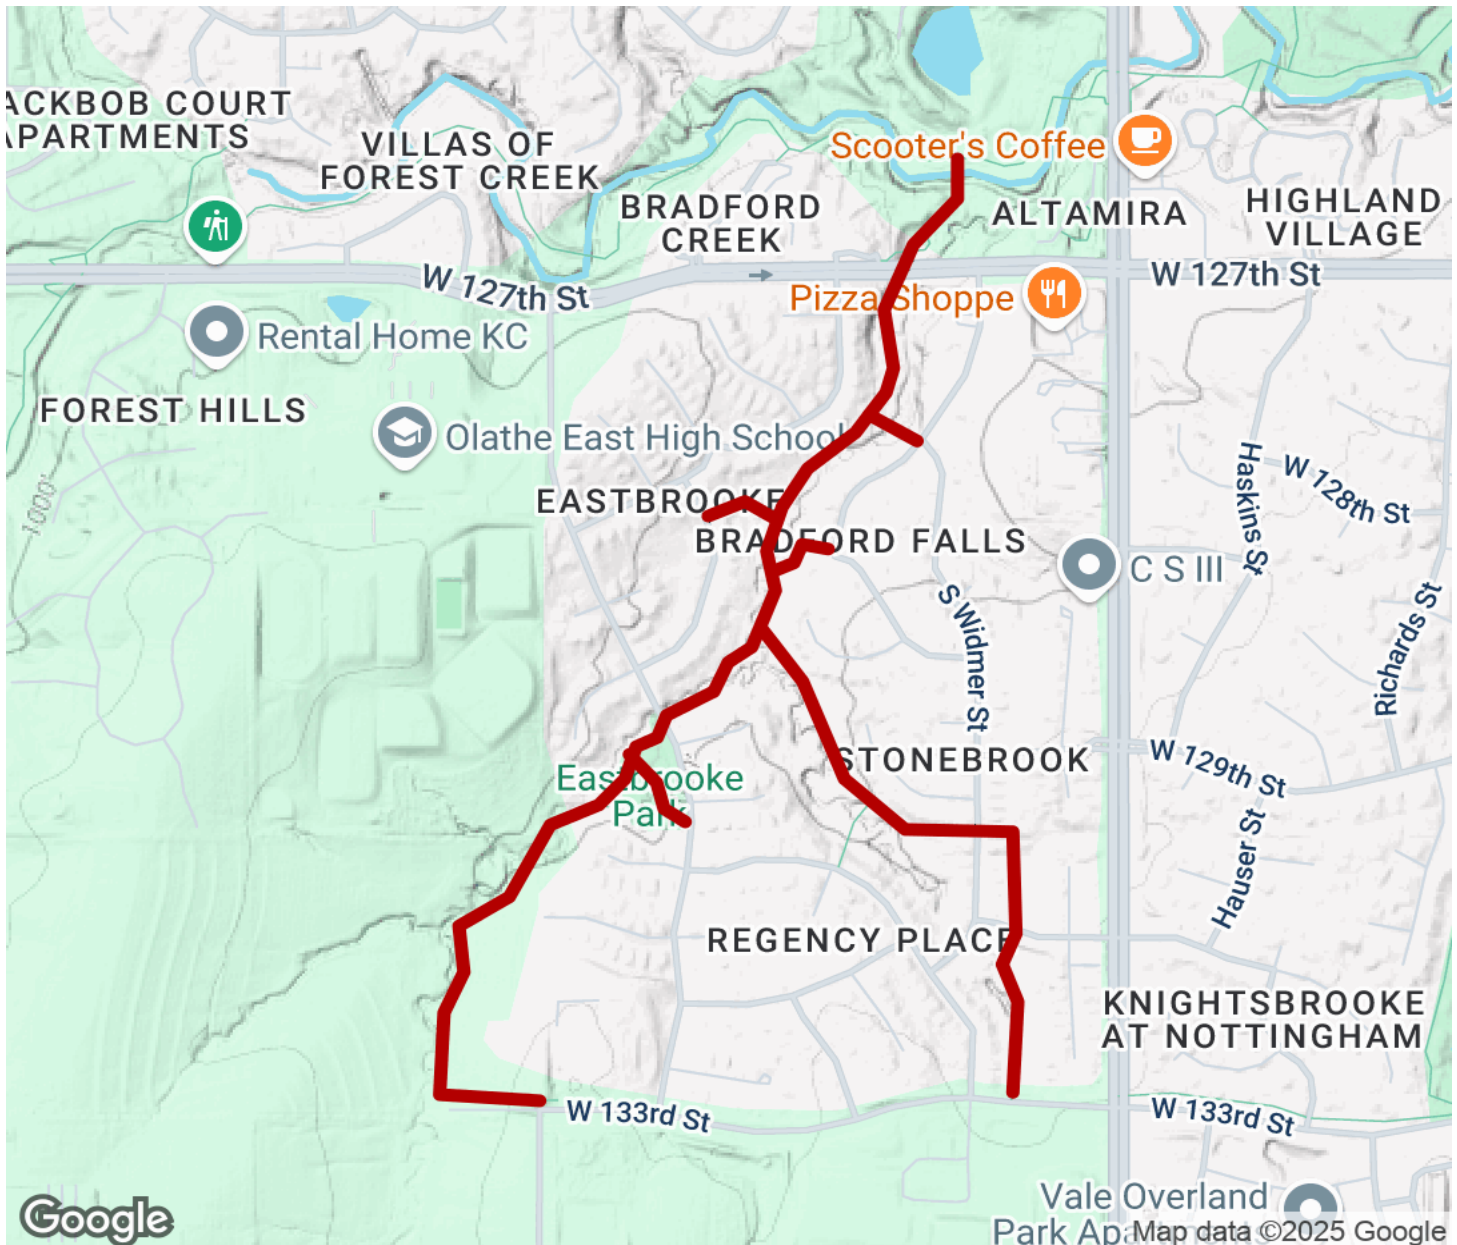 ACKBOB COURT
APARTMENTS
VILLAS OF
FOREST CREEK
Scooter's Coffee
BRADFORD
CREEK
ALTAMIRA
HIGHLAND
VILLAGE
W 127th St
W 127th St
Pizza Shoppe
Rental Home KC
FOREST HILLS
Olathe East High School
1000'
Haskins St
W 128th St
EASTBROOKE
BRADFORD FALLS
C S III
S Widmer St
Richards St
STONEBROOK
W 129th St
Eastbrooke
Park
Hauser St
REGENCY PLACE
KNIGHTSBROOKE
AT NOTTINGHAM
W 133rd St
W 133rd St
Vale Overland
Park Apartments
Google
Map data ©2025 Google